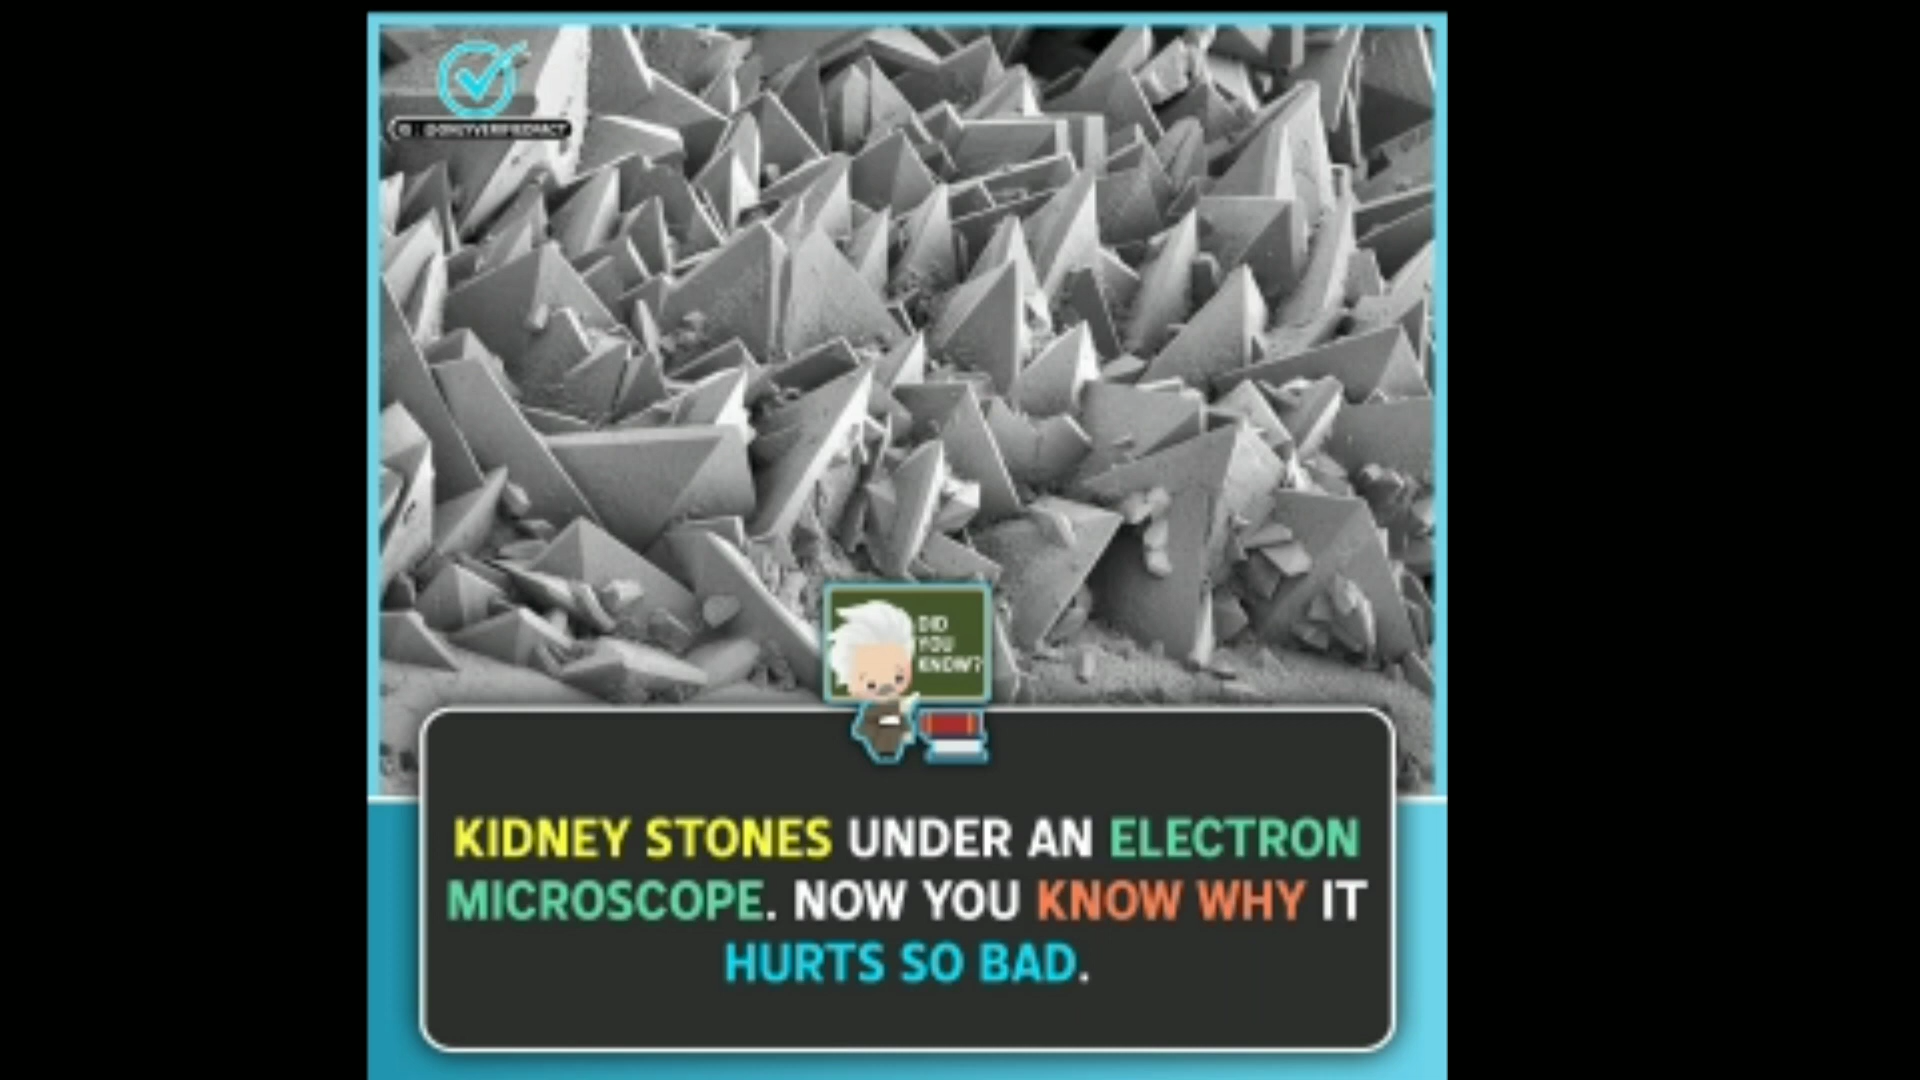 DID
YOU
KNOW?
KIDNEY STONES UNDER AN ELECTRON
MICROSCOPE. NOW YOU KNOW WHY IT
HURTS SO BAD.